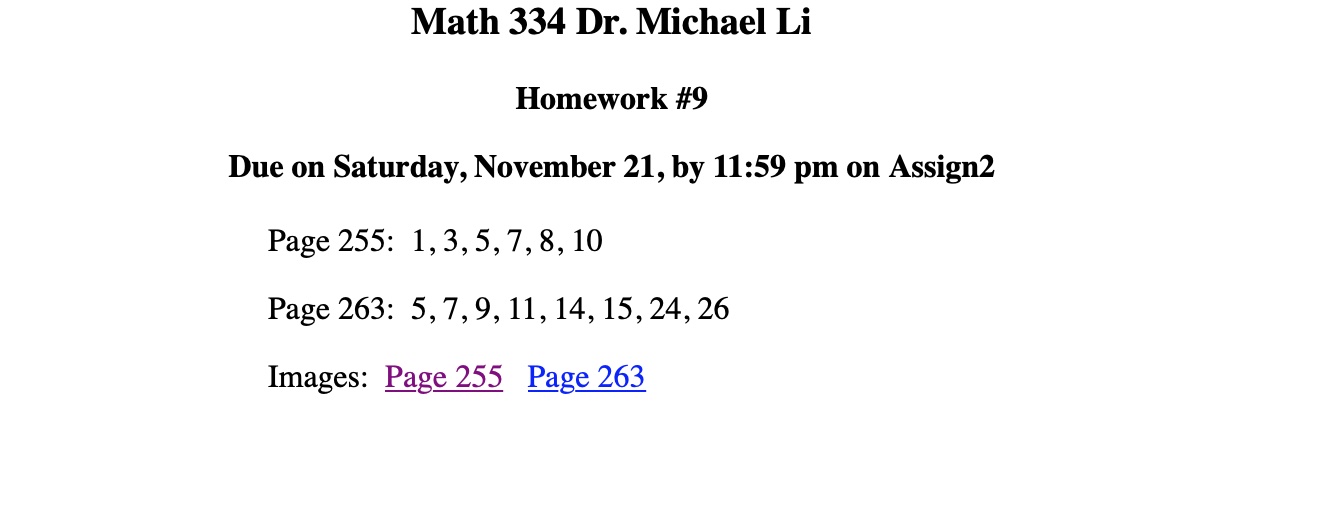 Math 334 Dr. Michael Li
Homework #9
Due on Saturday, November 21, by 11:59 pm on Assign2
Page 255: 1, 3, 5, 7, 8, 10
Page 263: 5, 7, 9, 11, 14, 15, 24, 26
Images: Page 255 Page 263